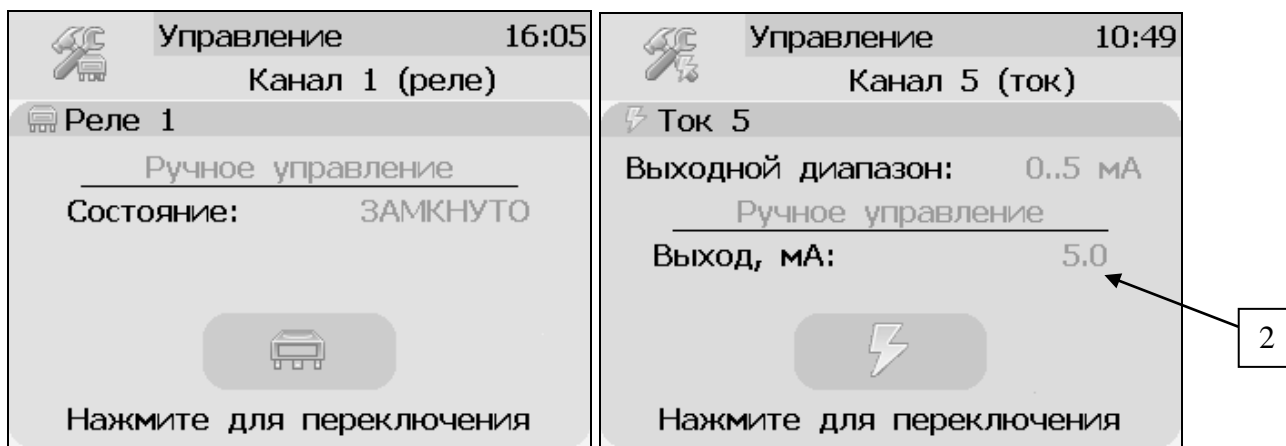 Управление 16:05
Канал 1 (реле)
Реле 1
Ручное управление
Состояние: ЗАМКНУТО
Нажмите для переключения
Управление 10:49
Канал 5 (ток)
Ток 5
Выходной диапазон: 0..5 мА
Ручное управление
Выход, мА: 5.0
Нажмите для переключения
2